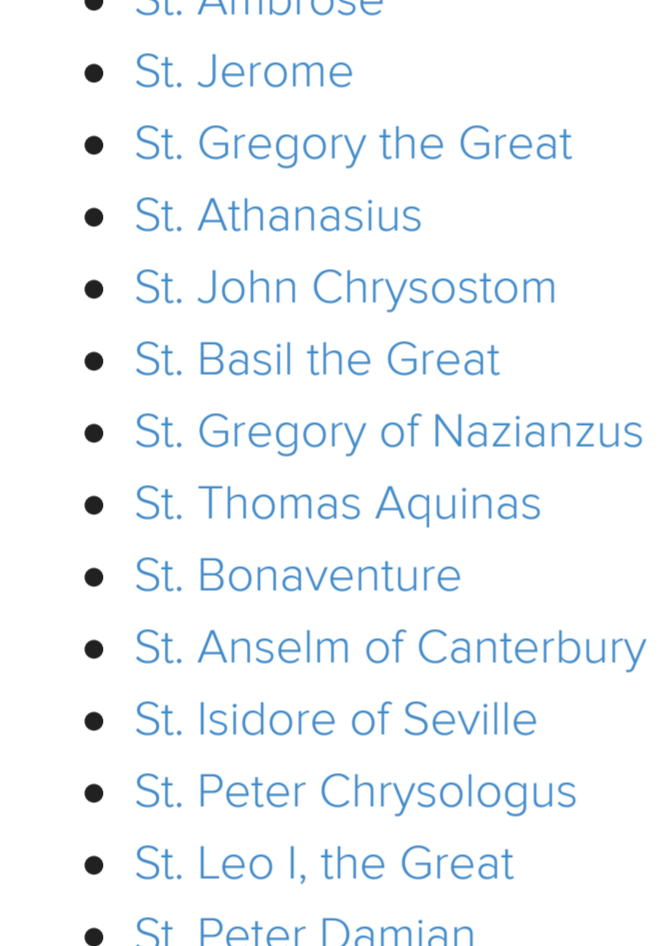 St. Ambrose
St. Jerome
St. Gregory the Great
St. Athanasius
St. John Chrysostom
St. Basil the Great
St. Gregory of Nazianzus
St. Thomas Aquinas
St. Bonaventure
St. Anselm of Canterbury
St. Isidore of Seville
St. Peter Chrysologus
St. Leo I, the Great
St. Peter Damian